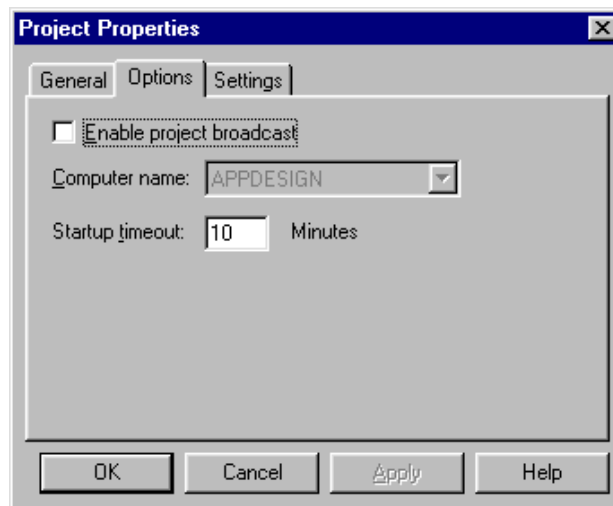 Project Properties
General Options Settings
Enable project broadcast
Computer name: APPDESIGN
Startup timeout: 10 Minutes
OK Cancel Apply Help